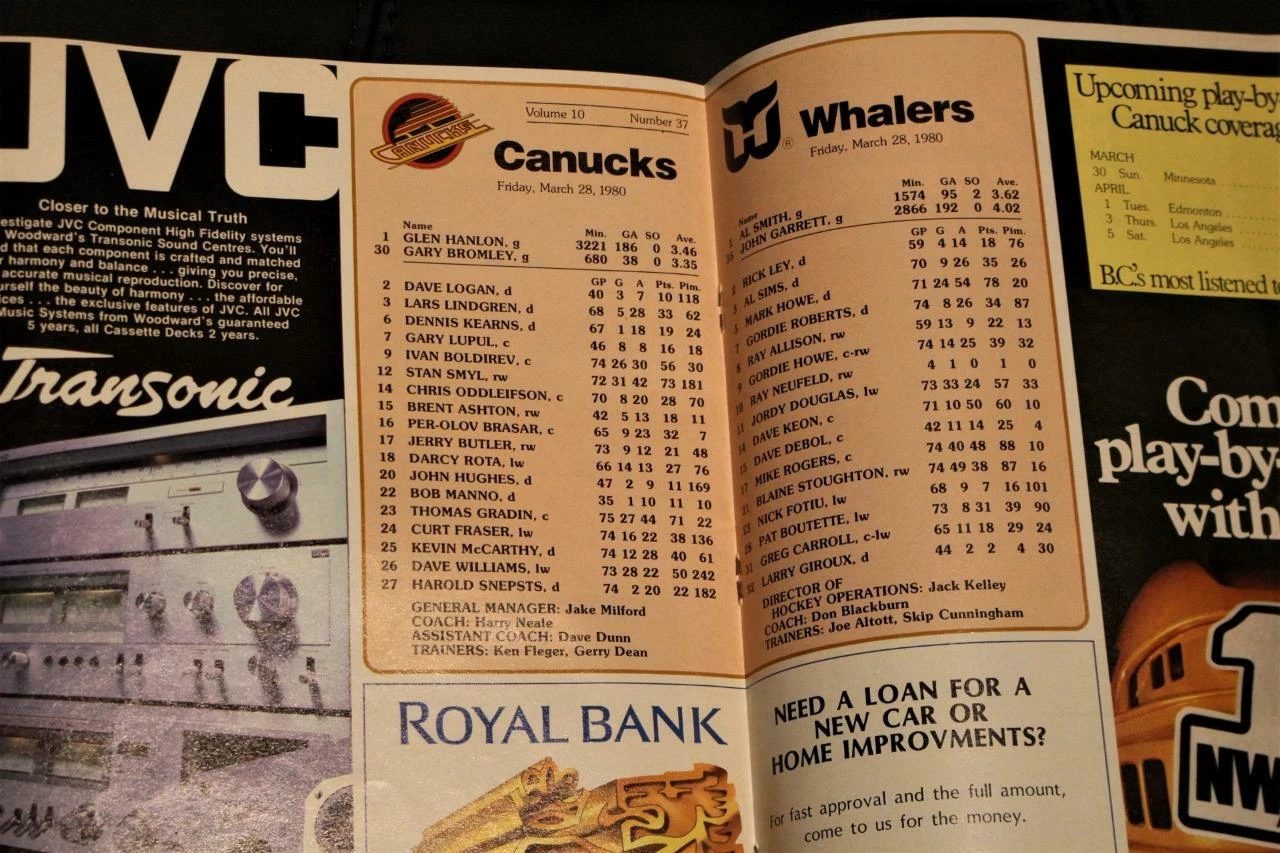 JVC
Closer to the Musical Truth
estigate JVC Component High Fidelity systems
Woodward's Transonic Sound Centres. You'll
d that each component is crafted and matched
r harmony and balance . . . giving you precise,
accurate musical reproduction. Discover for
urself the beauty of harmony . . . the affordable
ices . . . the exclusive features of JVC. All JVC
Music Systems from Woodward's guaranteed
5 years, all Cassette Decks 2 years.
Transonic
CANUCKS
Volume 10 Number 37
Canucks
Friday, March 28, 1980
Name Min. GA SO Ave.
1 GLEN HANLON, g 3221 186 0 3.46
30 GARY BROMLEY, g 680 38 0 3.35
GP G A Pts. Pim.
2 DAVE LOGAN, d 40 3 7 10 118
3 LARS LINDGREN, d 68 5 28 33 62
6 DENNIS KEARNS, d 67 1 18 19 24
7 GARY LUPUL, c 46 8 8 16 18
9 IVAN BOLDIREV, c 74 26 30 56 30
12 STAN SMYL, rw 72 31 42 73 181
14 CHRIS ODDLEIFSON, c 70 8 20 28 70
15 BRENT ASHTON, rw 42 5 13 18 11
16 PER-OLOV BRASAR, c 65 9 23 32 7
17 JERRY BUTLER, rw 73 9 12 21 48
18 DARCY ROTA, lw 66 14 13 27 76
20 JOHN HUGHES, d 47 2 9 11 169
22 BOB MANNO, d 35 1 10 11 10
23 THOMAS GRADIN, c 75 27 44 71 22
24 CURT FRASER, lw 74 16 22 38 136
25 KEVIN McCARTHY, d 74 12 28 40 61
26 DAVE WILLIAMS, lw 73 28 22 50 242
27 HAROLD SNEPSTS, d 74 2 20 22 182
GENERAL MANAGER: Jake Milford
COACH: Harry Neale
ASSISTANT COACH: Dave Dunn
TRAINERS: Ken Fleger, Gerry Dean
ROYAL BANK
® Whalers
Friday, March 28, 1980
Name Min. GA SO Ave.
1 AL SMITH, g 1574 95 2 3.62
35 JOHN GARRETT, g 2866 192 0 4.02
GP G A Pts. Pim.
2 RICK LEY, d 59 4 14 18 76
3 AL SIMS, d 70 9 26 35 26
5 MARK HOWE, d 71 24 54 78 20
7 GORDIE ROBERTS, d 74 8 26 34 87
8 RAY ALLISON, rw 59 13 9 22 13
9 GORDIE HOWE, c-rw 74 14 25 39 32
10 RAY NEUFELD, rw 4 1 0 1 0
11 JORDY DOUGLAS, lw 73 33 24 57 33
14 DAVE KEON, c 71 10 50 60 10
15 DAVE DEBOL, c 42 11 14 25 4
17 MIKE ROGERS, c 74 40 48 88 10
21 BLAINE STOUGHTON, rw 74 49 38 87 16
23 NICK FOTIU, lw 68 9 7 16 101
28 PAT BOUTETTE, lw 73 8 31 39 90
31 GREG CARROLL, c-lw 65 11 18 29 24
32 LARRY GIROUX, d 44 2 2 4 30
DIRECTOR OF
HOCKEY OPERATIONS: Jack Kelley
COACH: Don Blackburn
TRAINERS: Joe Altott, Skip Cunningham
NEED A LOAN FOR A
NEW CAR OR
HOME IMPROVMENTS?
For fast approval and the full amount,
come to us for the money.
Upcoming play-by
Canuck coverag
MARCH
30 Sun. Minnesota
APRIL
1 Tues. Edmonton
3 Thurs. Los Angeles
5 Sat. Los Angeles
B.C.'s most listened to
Com
play-by-
with
1
NW